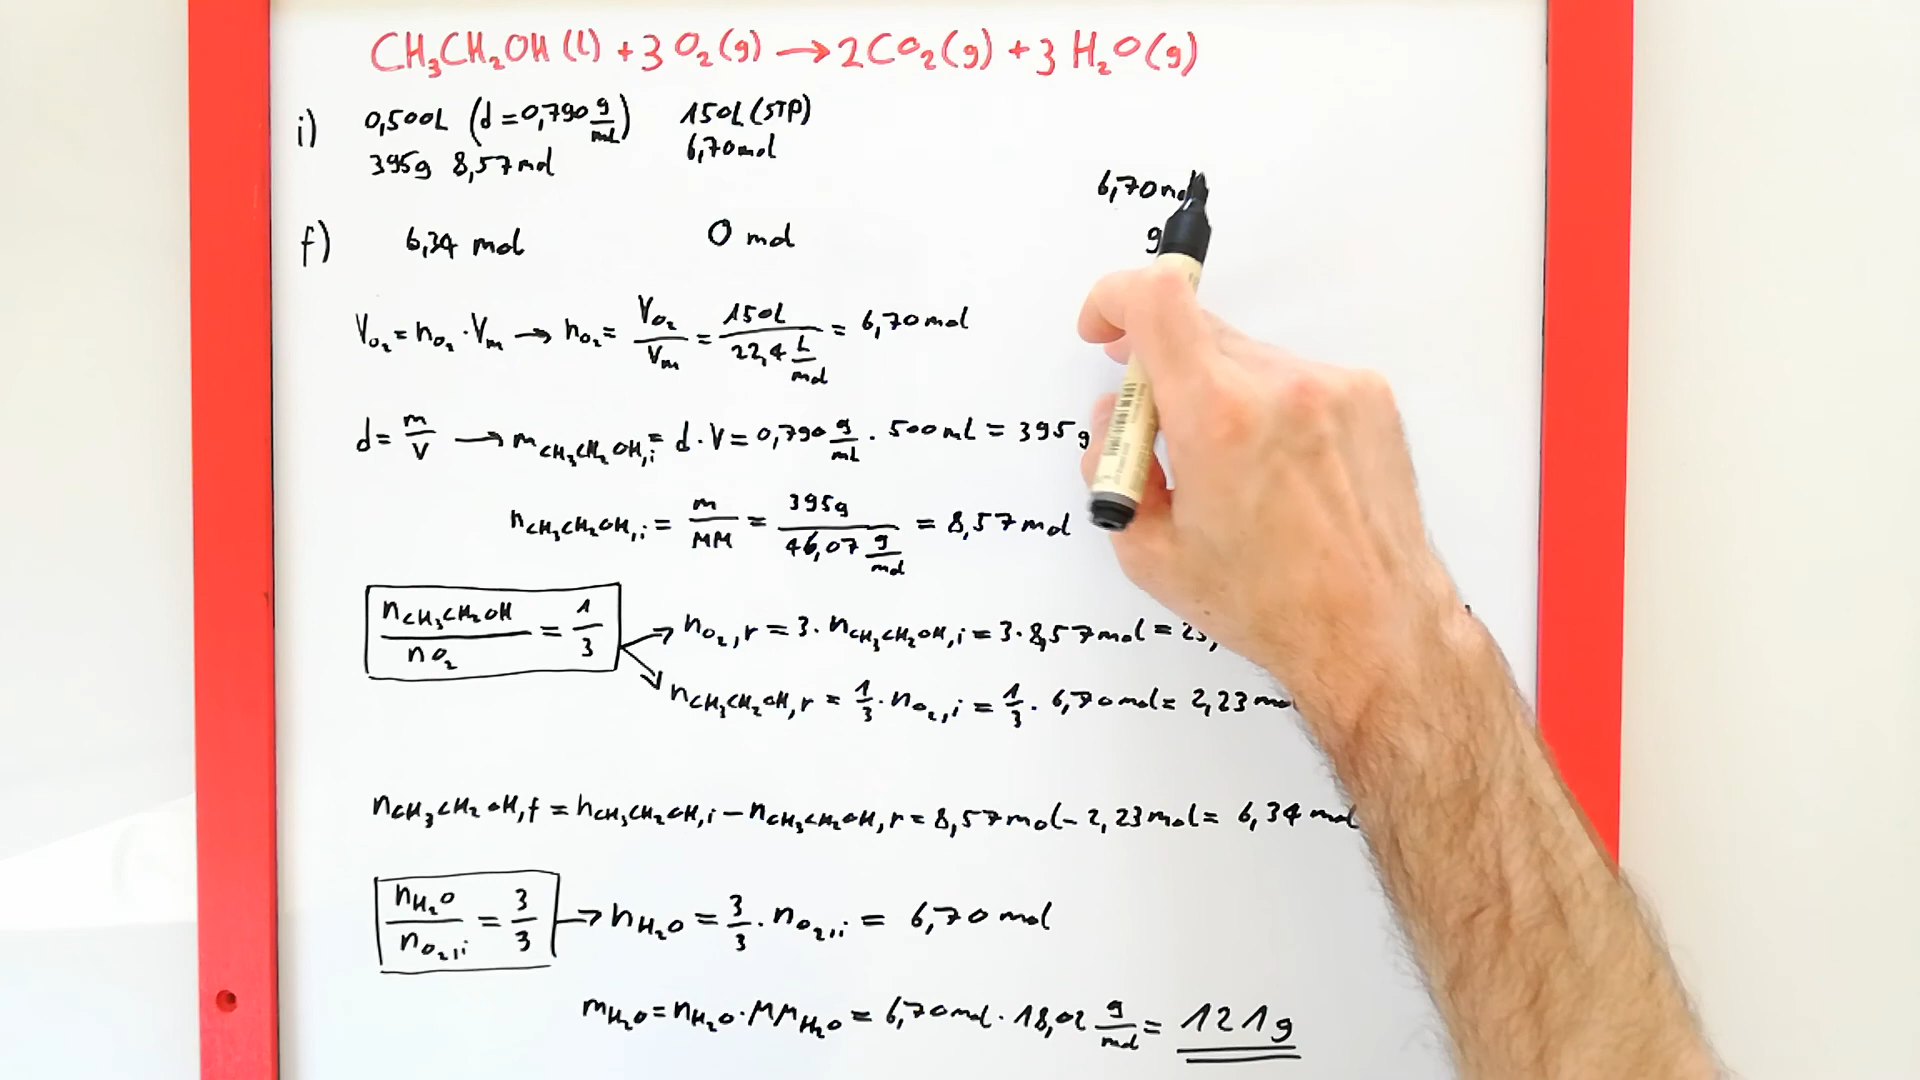 CH₃CH₂OH (l) + 3 O₂ (g) → 2 CO₂ (g) + 3 H₂O (g)
i) 0,500L (d = 0,790 g/mL) 150L (STP)
395g 8,57 mol 6,70 mol
6,70 mol
f) 6,34 mol 0 mol g
V_O₂ = n_O₂ · V_m → n_O₂ = V_O₂/V_m = 150L/(22,4 L/mol) = 6,70 mol
d = m/V → m_CH₃CH₂OH,i = d · V = 0,790 g/mL · 500 mL = 395 g
n_CH₃CH₂OH,i = m/MM = 395g/(46,07 g/mol) = 8,57 mol
n_CH₃CH₂OH/n_O₂ = 1/3 → n_O₂,r = 3 · n_CH₃CH₂OH,i = 3 · 8,57 mol = 25,
→ n_CH₃CH₂OH,r = 1/3 · n_O₂,i = 1/3 · 6,70 mol = 2,23 mol
n_CH₃CH₂OH,f = n_CH₃CH₂OH,i − n_CH₃CH₂OH,r = 8,57 mol − 2,23 mol = 6,34 mol
n_H₂O/n_O₂,i = 3/3 → n_H₂O = 3/3 · n_O₂,i = 6,70 mol
m_H₂O = n_H₂O · MM_H₂O = 6,70 mol · 18,02 g/mol = 121g